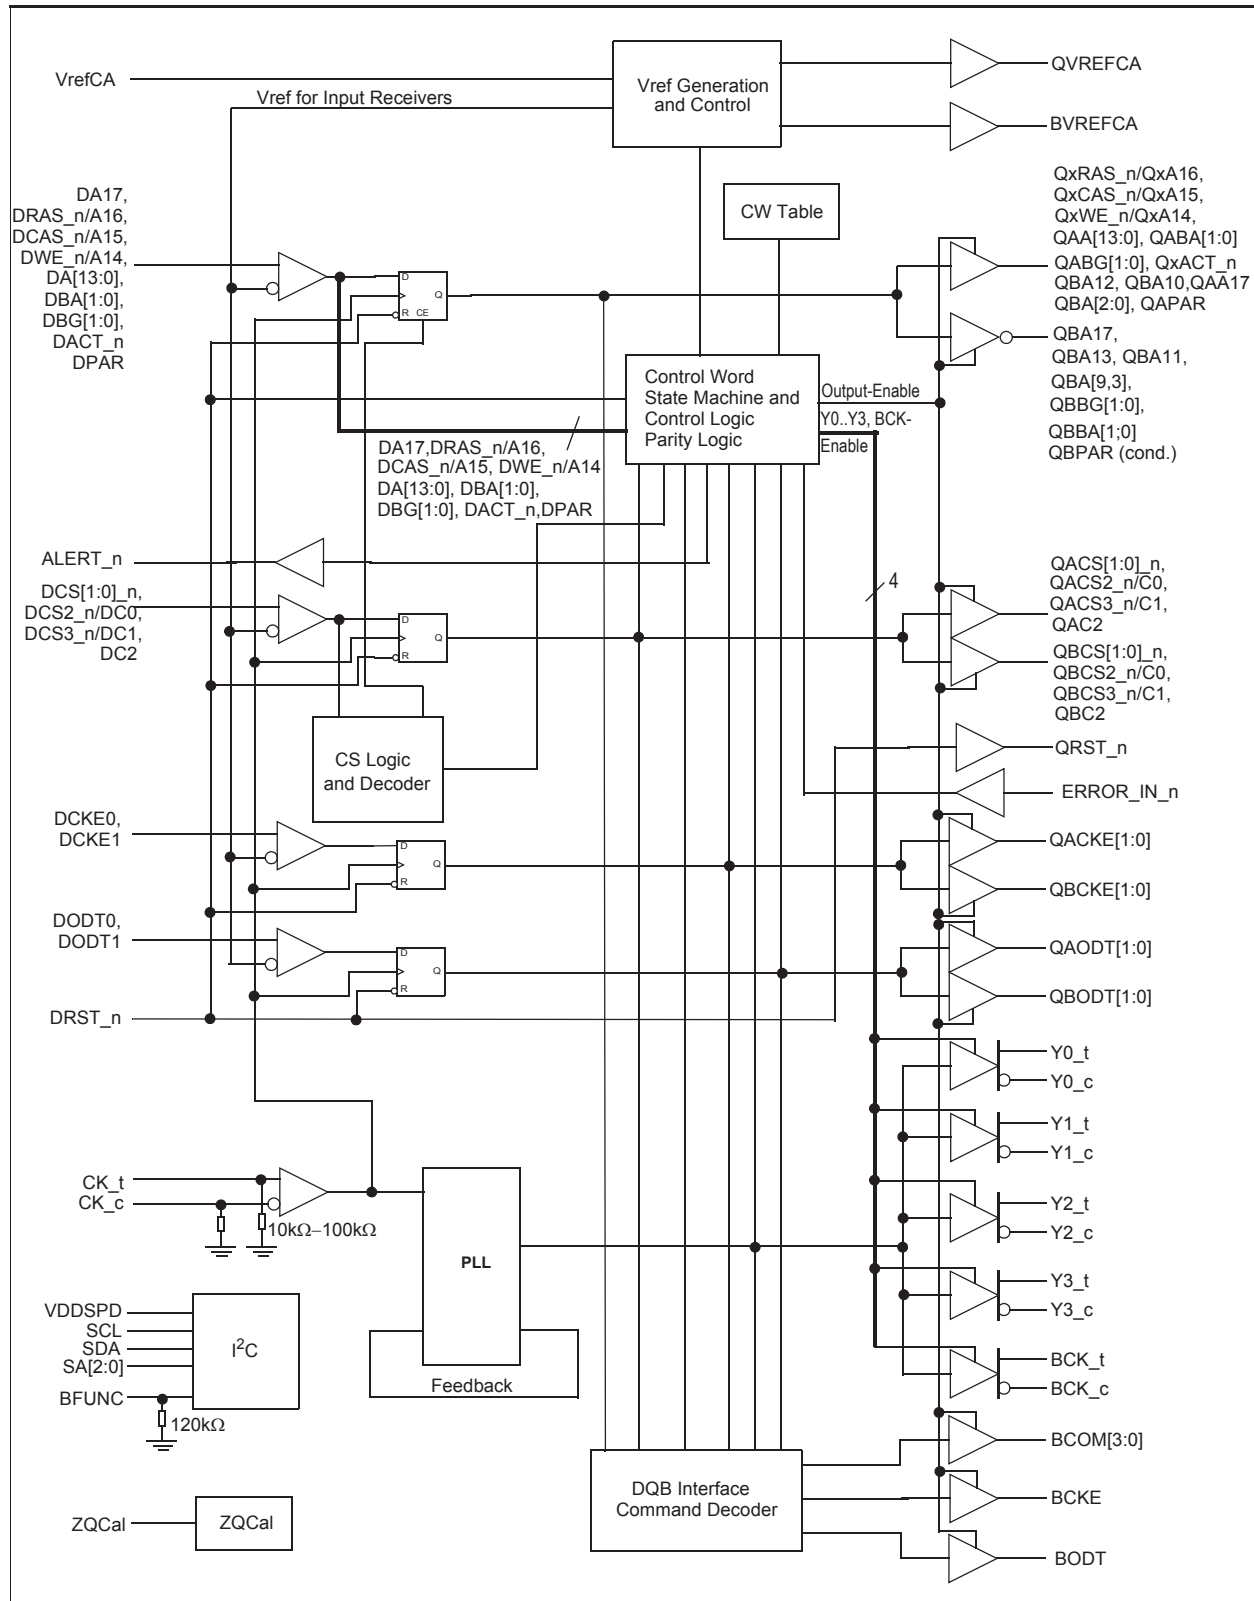 VrefCA
Vref for Input Receivers
Vref Generation
and Control
QVREFCA
BVREFCA
DA17,
DRAS_n/A16,
DCAS_n/A15,
DWE_n/A14,
DA[13:0],
DBA[1:0],
DBG[1:0],
DACT_n
DPAR
D
Q
R CE
CW Table
QxRAS_n/QxA16,
QxCAS_n/QxA15,
QxWE_n/QxA14,
QAA[13:0], QABA[1:0]
QABG[1:0], QxACT_n
QBA12, QBA10,QAA17
QBA[2:0], QAPAR
QBA17,
QBA13, QBA11,
QBA[9,3],
QBBG[1:0],
QBBA[1;0]
QBPAR (cond.)
Control Word
State Machine and
Control Logic
Parity Logic
Output-Enable
Y0..Y3, BCK-
Enable
DA17,DRAS_n/A16,
DCAS_n/A15, DWE_n/A14
DA[13:0], DBA[1:0],
DBG[1:0], DACT_n,DPAR
ALERT_n
DCS[1:0]_n,
DCS2_n/DC0,
DCS3_n/DC1,
DC2
D
Q
R
4
QACS[1:0]_n,
QACS2_n/C0,
QACS3_n/C1,
QAC2
QBCS[1:0]_n,
QBCS2_n/C0,
QBCS3_n/C1,
QBC2
CS Logic
and Decoder
QRST_n
ERROR_IN_n
DCKE0,
DCKE1
D
Q
R
QACKE[1:0]
QBCKE[1:0]
DODT0,
DODT1
D
Q
R
QAODT[1:0]
QBODT[1:0]
DRST_n
Y0_t
Y0_c
Y1_t
Y1_c
CK_t
CK_c
10kΩ–100kΩ
PLL
Y2_t
Y2_c
Y3_t
Y3_c
VDDSPD
SCL
SDA
SA[2:0]
BFUNC
I2C
120kΩ
Feedback
BCK_t
BCK_c
BCOM[3:0]
DQB Interface
Command Decoder
BCKE
ZQCal
ZQCal
BODT